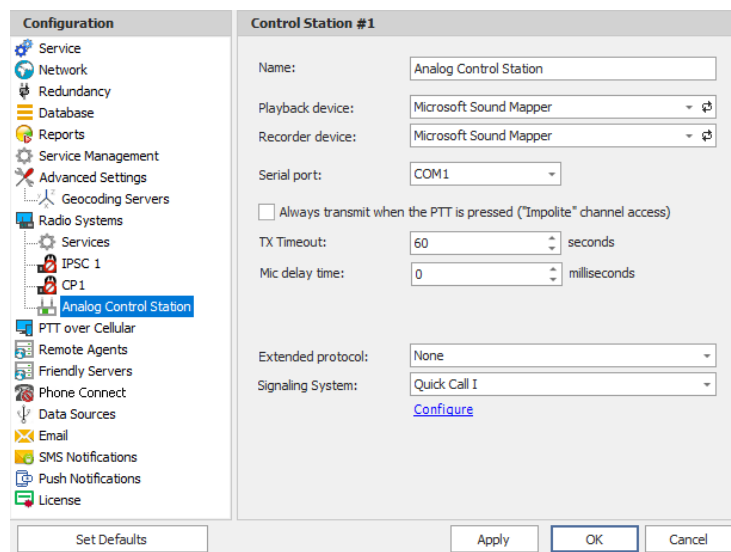 Configuration
Service
Network
Redundancy
Database
Reports
Service Management
Advanced Settings
Geocoding Servers
Radio Systems
Services
IPSC 1
CP1
Analog Control Station
PTT over Cellular
Remote Agents
Friendly Servers
Phone Connect
Data Sources
Email
SMS Notifications
Push Notifications
License
Control Station #1
Name: Analog Control Station
Playback device: Microsoft Sound Mapper
Recorder device: Microsoft Sound Mapper
Serial port: COM1
Always transmit when the PTT is pressed ("Impolite" channel access)
TX Timeout: 60 seconds
Mic delay time: 0 milliseconds
Extended protocol: None
Signaling System: Quick Call I
Configure
Set Defaults Apply OK Cancel